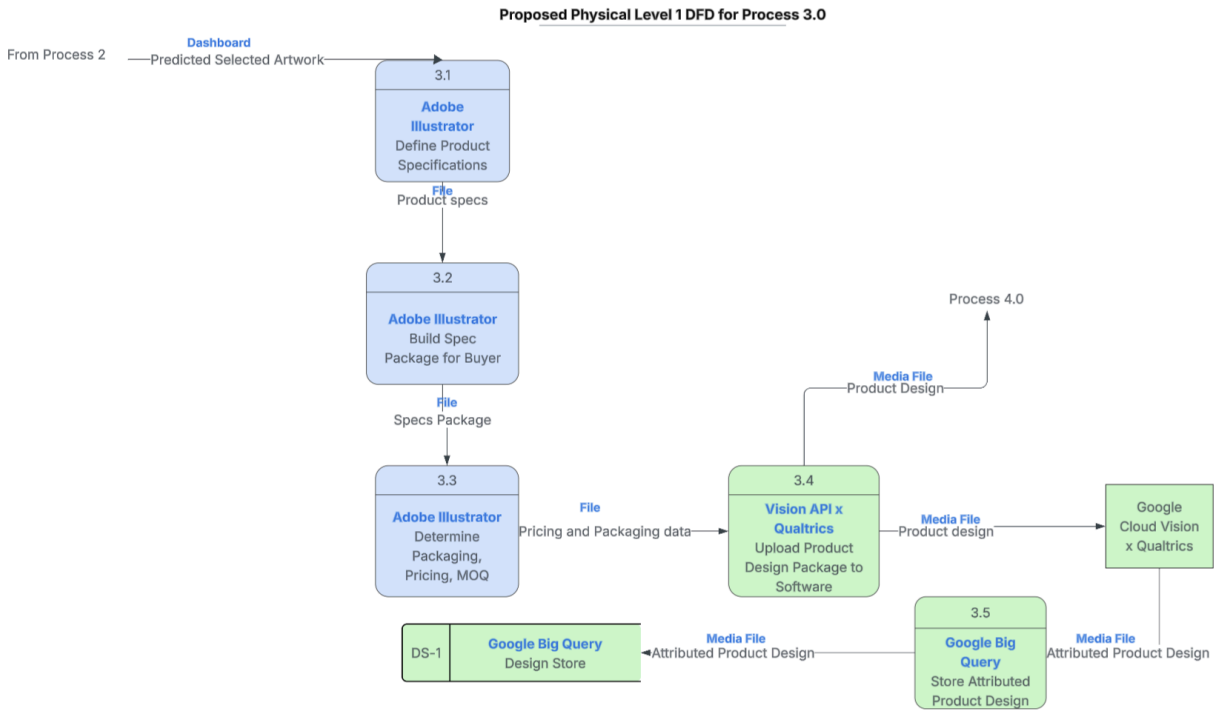 Proposed Physical Level 1 DFD for Process 3.0
From Process 2
Dashboard
Predicted Selected Artwork
3.1
Adobe
Illustrator
Define Product
Specifications
File
Product specs
3.2
Adobe Illustrator
Build Spec
Package for Buyer
Process 4.0
Media File
Product Design
File
Specs Package
3.3
Adobe Illustrator
Determine
Packaging,
Pricing, MOQ
File
Pricing and Packaging data
3.4
Vision API x
Qualtrics
Upload Product
Design Package to
Software
Media File
Product design
Google
Cloud Vision
x Qualtrics
Media File
Attributed Product Design
3.5
Google Big
Query
Store Attributed
Product Design
Media File
Attributed Product Design
DS-1
Google Big Query
Design Store